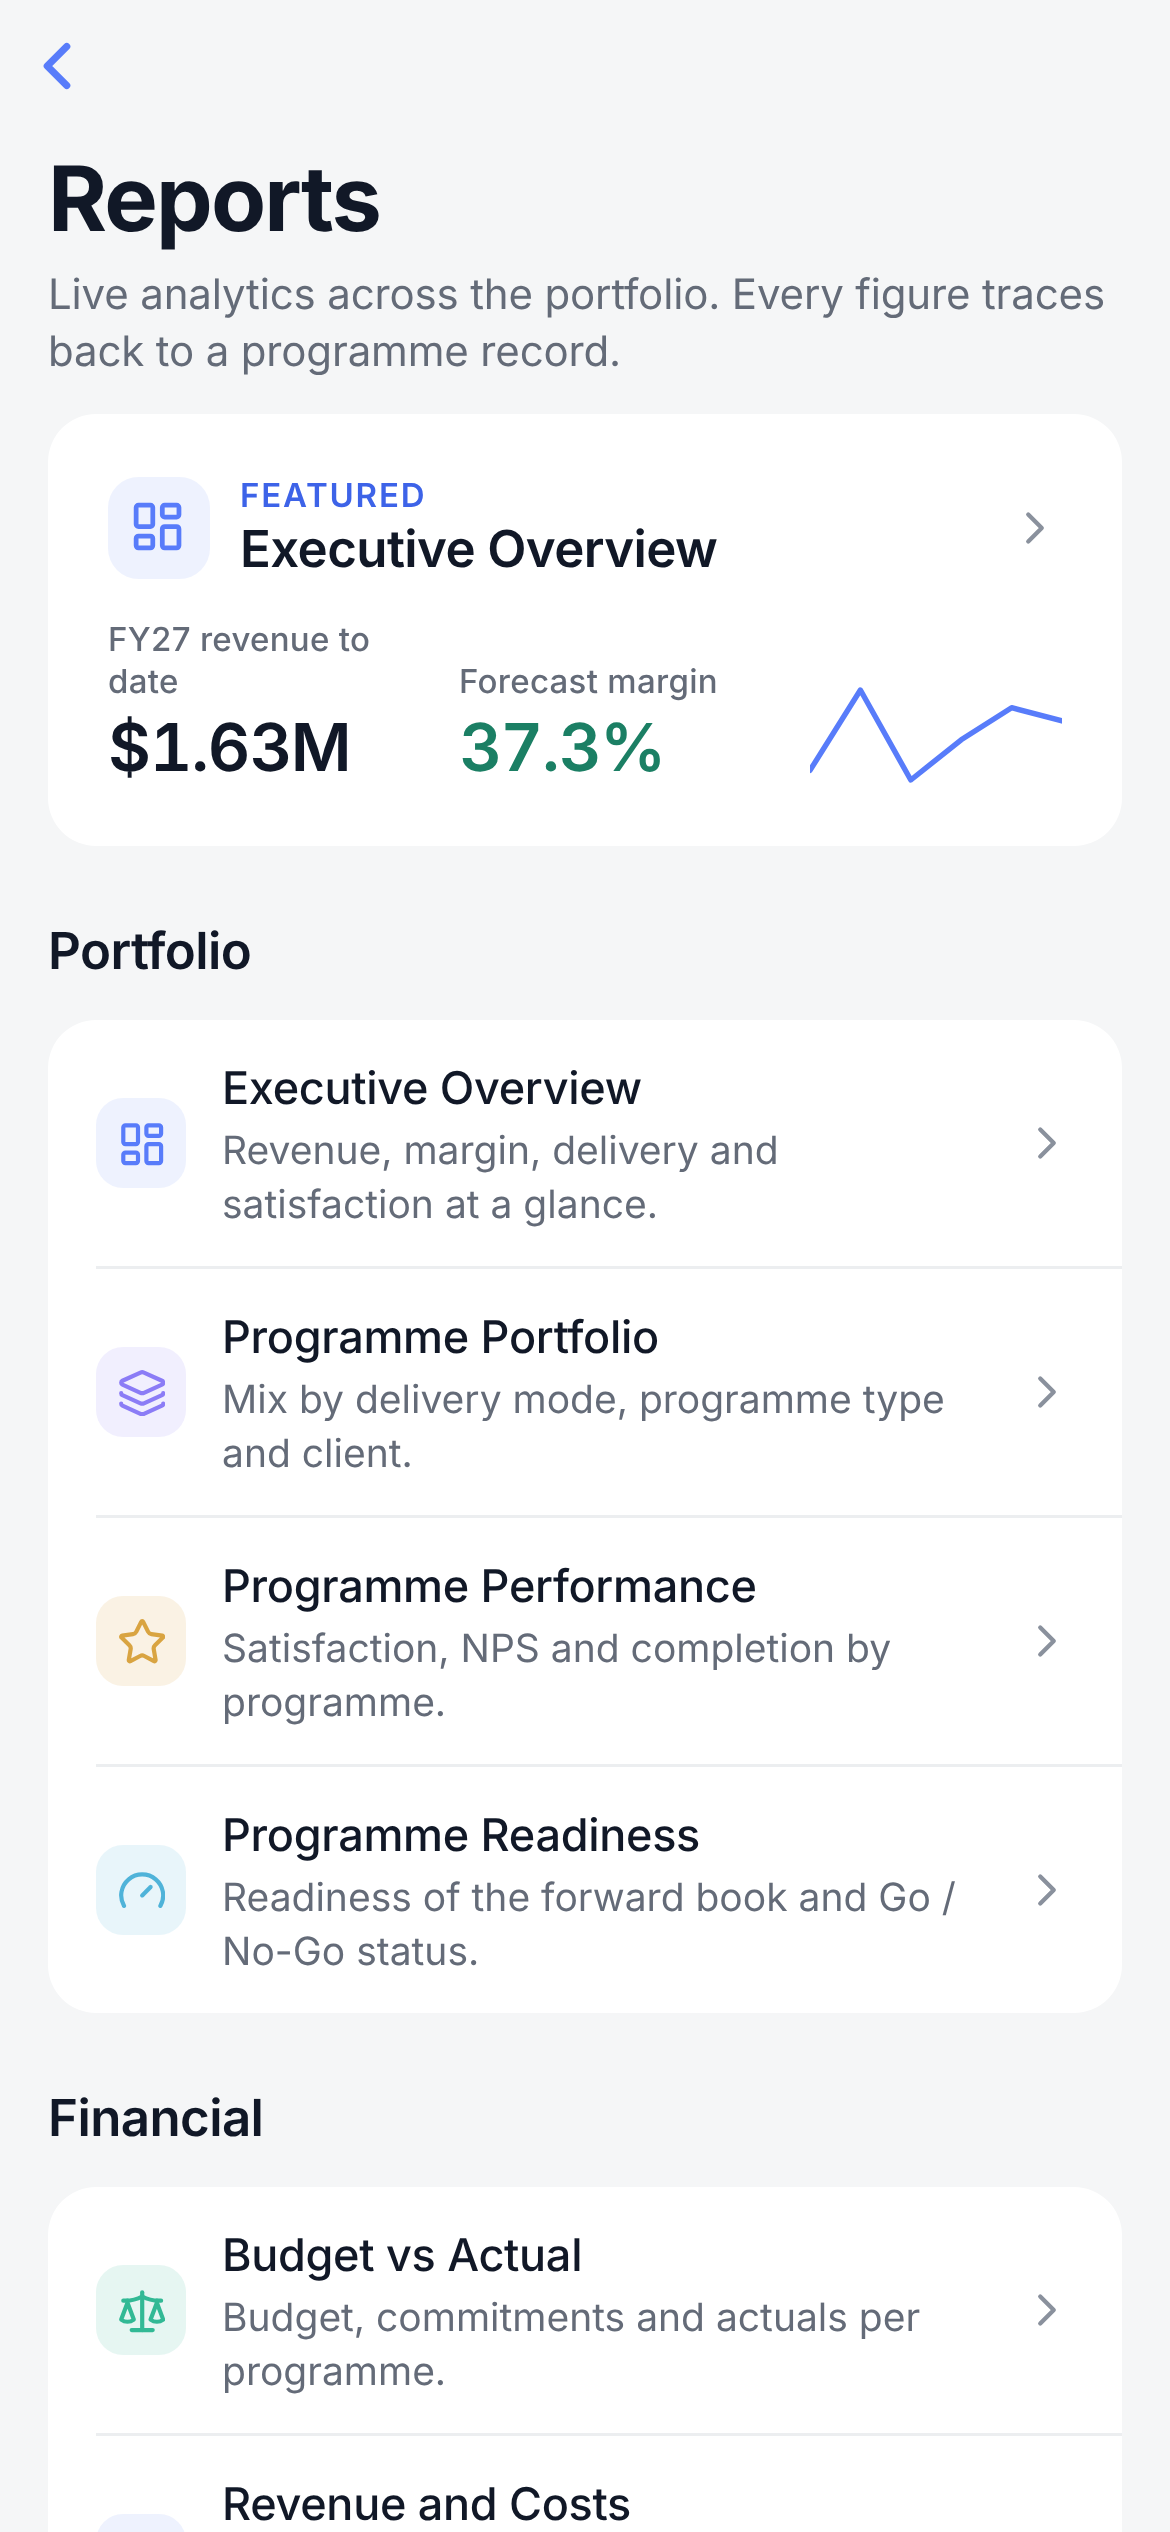 Reports
Live analytics across the portfolio. Every figure traces
back to a programme record.
FEATURED
Executive Overview
FY27 revenue to
date
$1.63M
Forecast margin
37.3%
Portfolio
Executive Overview
Revenue, margin, delivery and
satisfaction at a glance.
Programme Portfolio
Mix by delivery mode, programme type
and client.
Programme Performance
Satisfaction, NPS and completion by
programme.
Programme Readiness
Readiness of the forward book and Go /
No-Go status.
Financial
Budget vs Actual
Budget, commitments and actuals per
programme.
Revenue and Costs